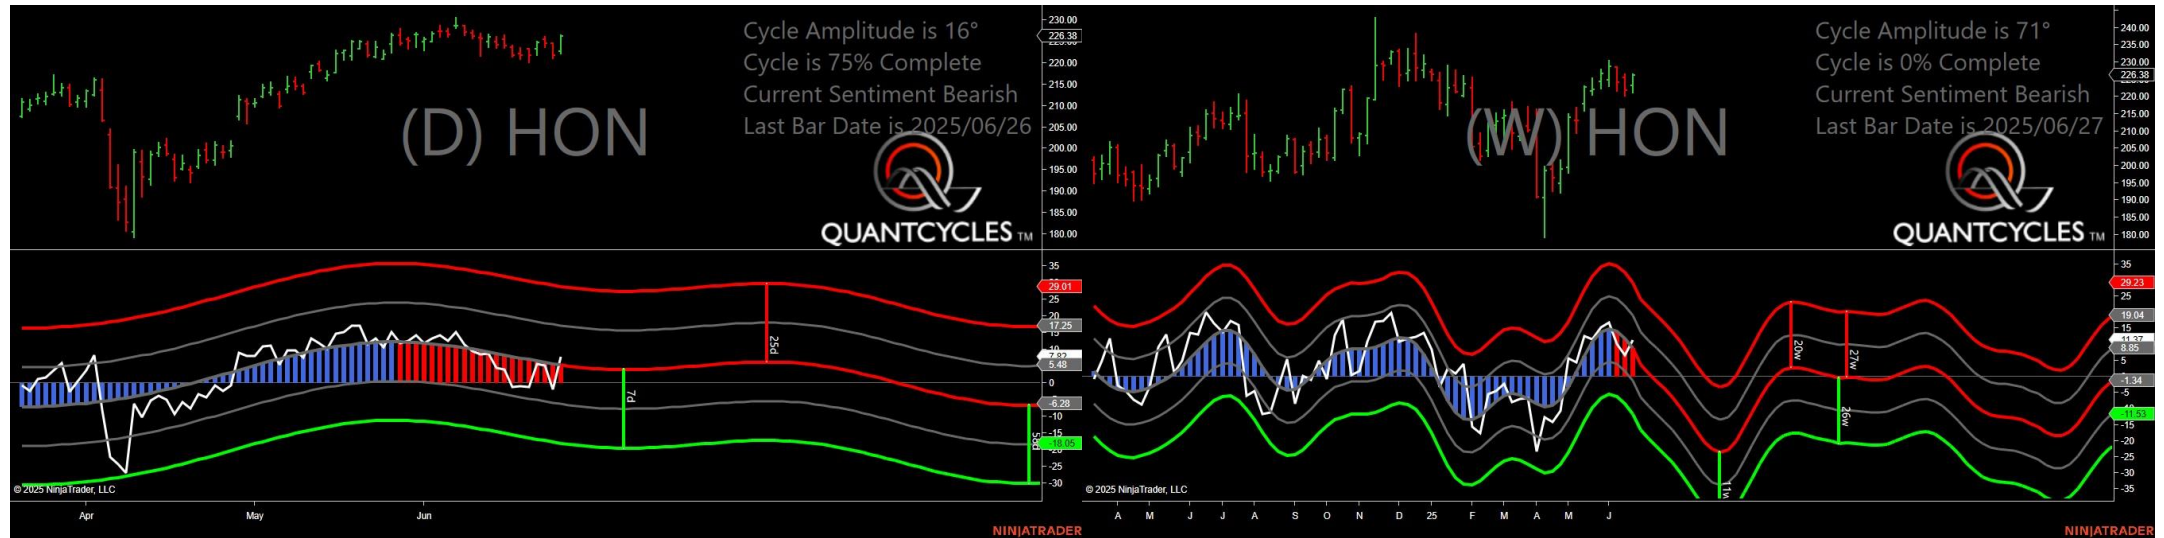 Cycle Amplitude is 16°
Cycle is 75% Complete
Current Sentiment Bearish
Last Bar Date is 2025/06/26
(D) HON
QUANTCYCLES TM
230.00
226.38
220.00
215.00
210.00
205.00
200.00
195.00
190.00
185.00
180.00
35
29.01
25
20
17.25
7.82
5.48
0
-6.28
-10
-15
-18.05
-20
-25
-30
7d
25d
© 2025 NinjaTrader, LLC
Apr May Jun
NINJATRADER
Cycle Amplitude is 71°
Cycle is 0% Complete
Current Sentiment Bearish
Last Bar Date is 2025/06/27
(W) HON
QUANTCYCLES TM
240.00
235.00
230.00
226.38
220.00
215.00
210.00
205.00
200.00
195.00
190.00
185.00
180.00
35
29.23
25
19.04
15
11.37
8.85
5
-1.34
-5
-11.53
-15
-20
-25
-30
-35
11w
20w
26w
27w
© 2025 NinjaTrader, LLC
A M J J A S O N D 25 F M A M J
NINJATRADER